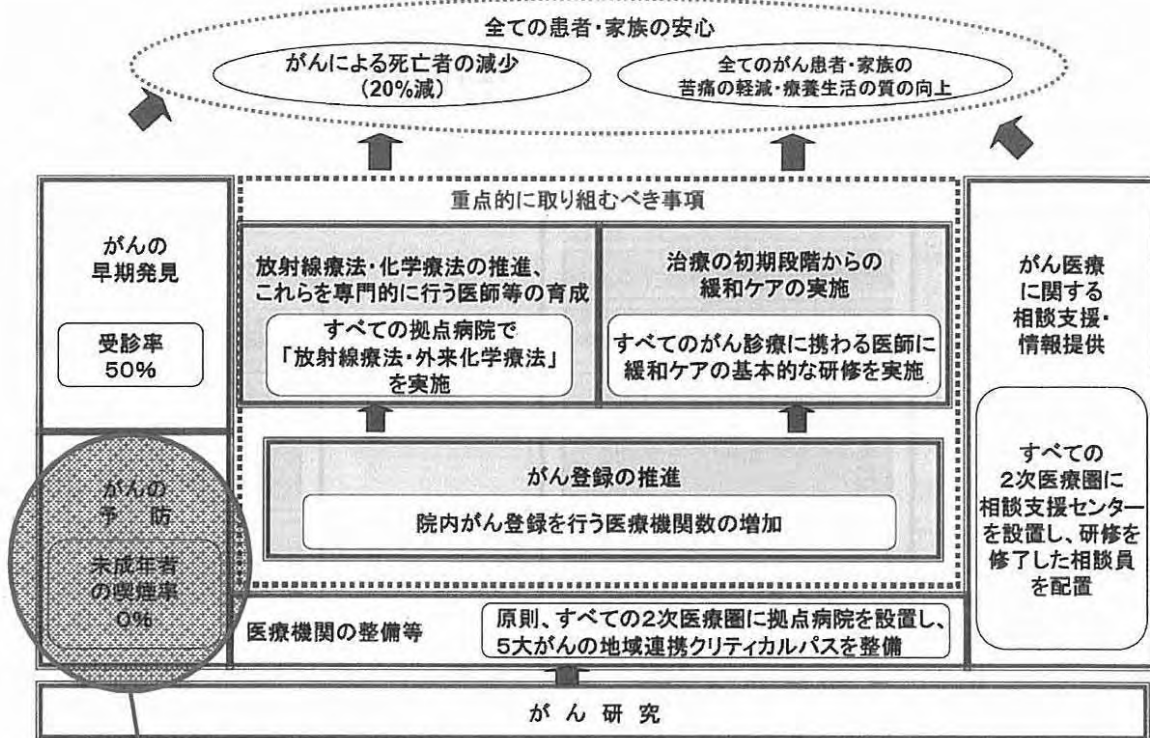 全ての患者・家族の安心
がんによる死亡者の減少
(20%減)
全てのがん患者・家族の
苦痛の軽減・療養生活の質の向上
重点的に取り組むべき事項
がんの
早期発見
受診率
50%
放射線療法・化学療法の推進、
これらを専門的に行う医師等の育成
すべての拠点病院で
「放射線療法・外来化学療法」
を実施
治療の初期段階からの
緩和ケアの実施
すべてのがん診療に携わる医師に
緩和ケアの基本的な研修を実施
がん医療
に関する
相談支援・
情報提供
すべての
2次医療圏に
相談支援センター
を設置し、研修を
修了した相談員
を配置
がん登録の推進
院内がん登録を行う医療機関数の増加
がんの
予 防
未成年者
の喫煙率
0%
医療機関の整備等
原則、すべての2次医療圏に拠点病院を設置し、
5大がんの地域連携クリティカルパスを整備
が ん 研 究